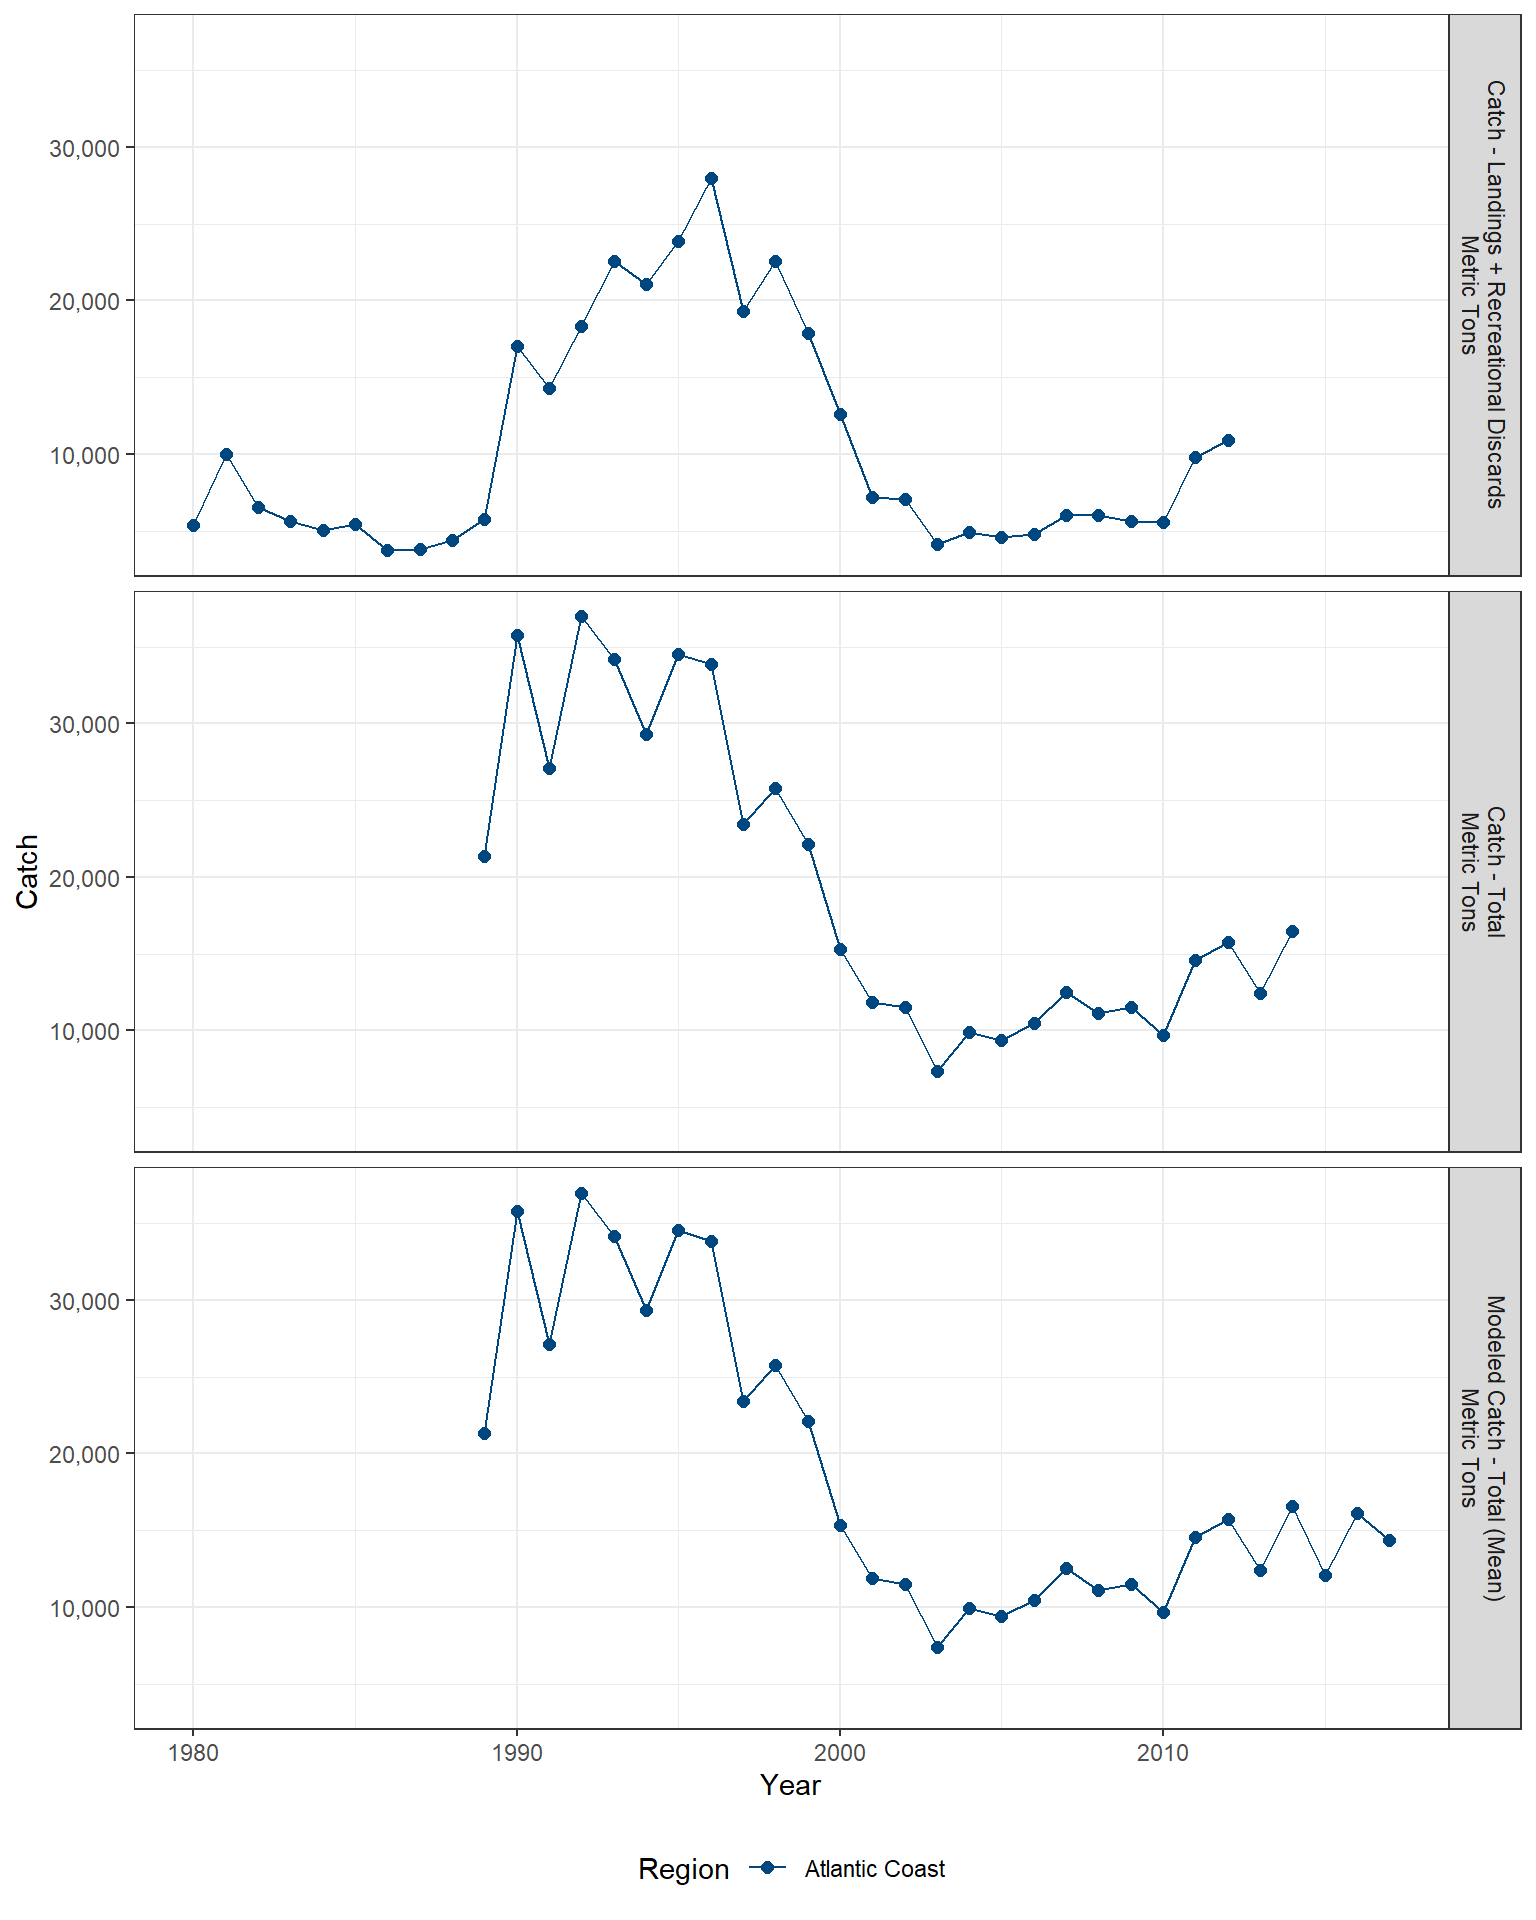 30,000
20,000
10,000
Catch - Landings + Recreational Discards
Metric Tons
30,000
20,000
10,000
Catch - Total
Metric Tons
30,000
20,000
10,000
Modeled Catch - Total (Mean)
Metric Tons
Catch
1980
1990
2000
2010
Year
Region
Atlantic Coast